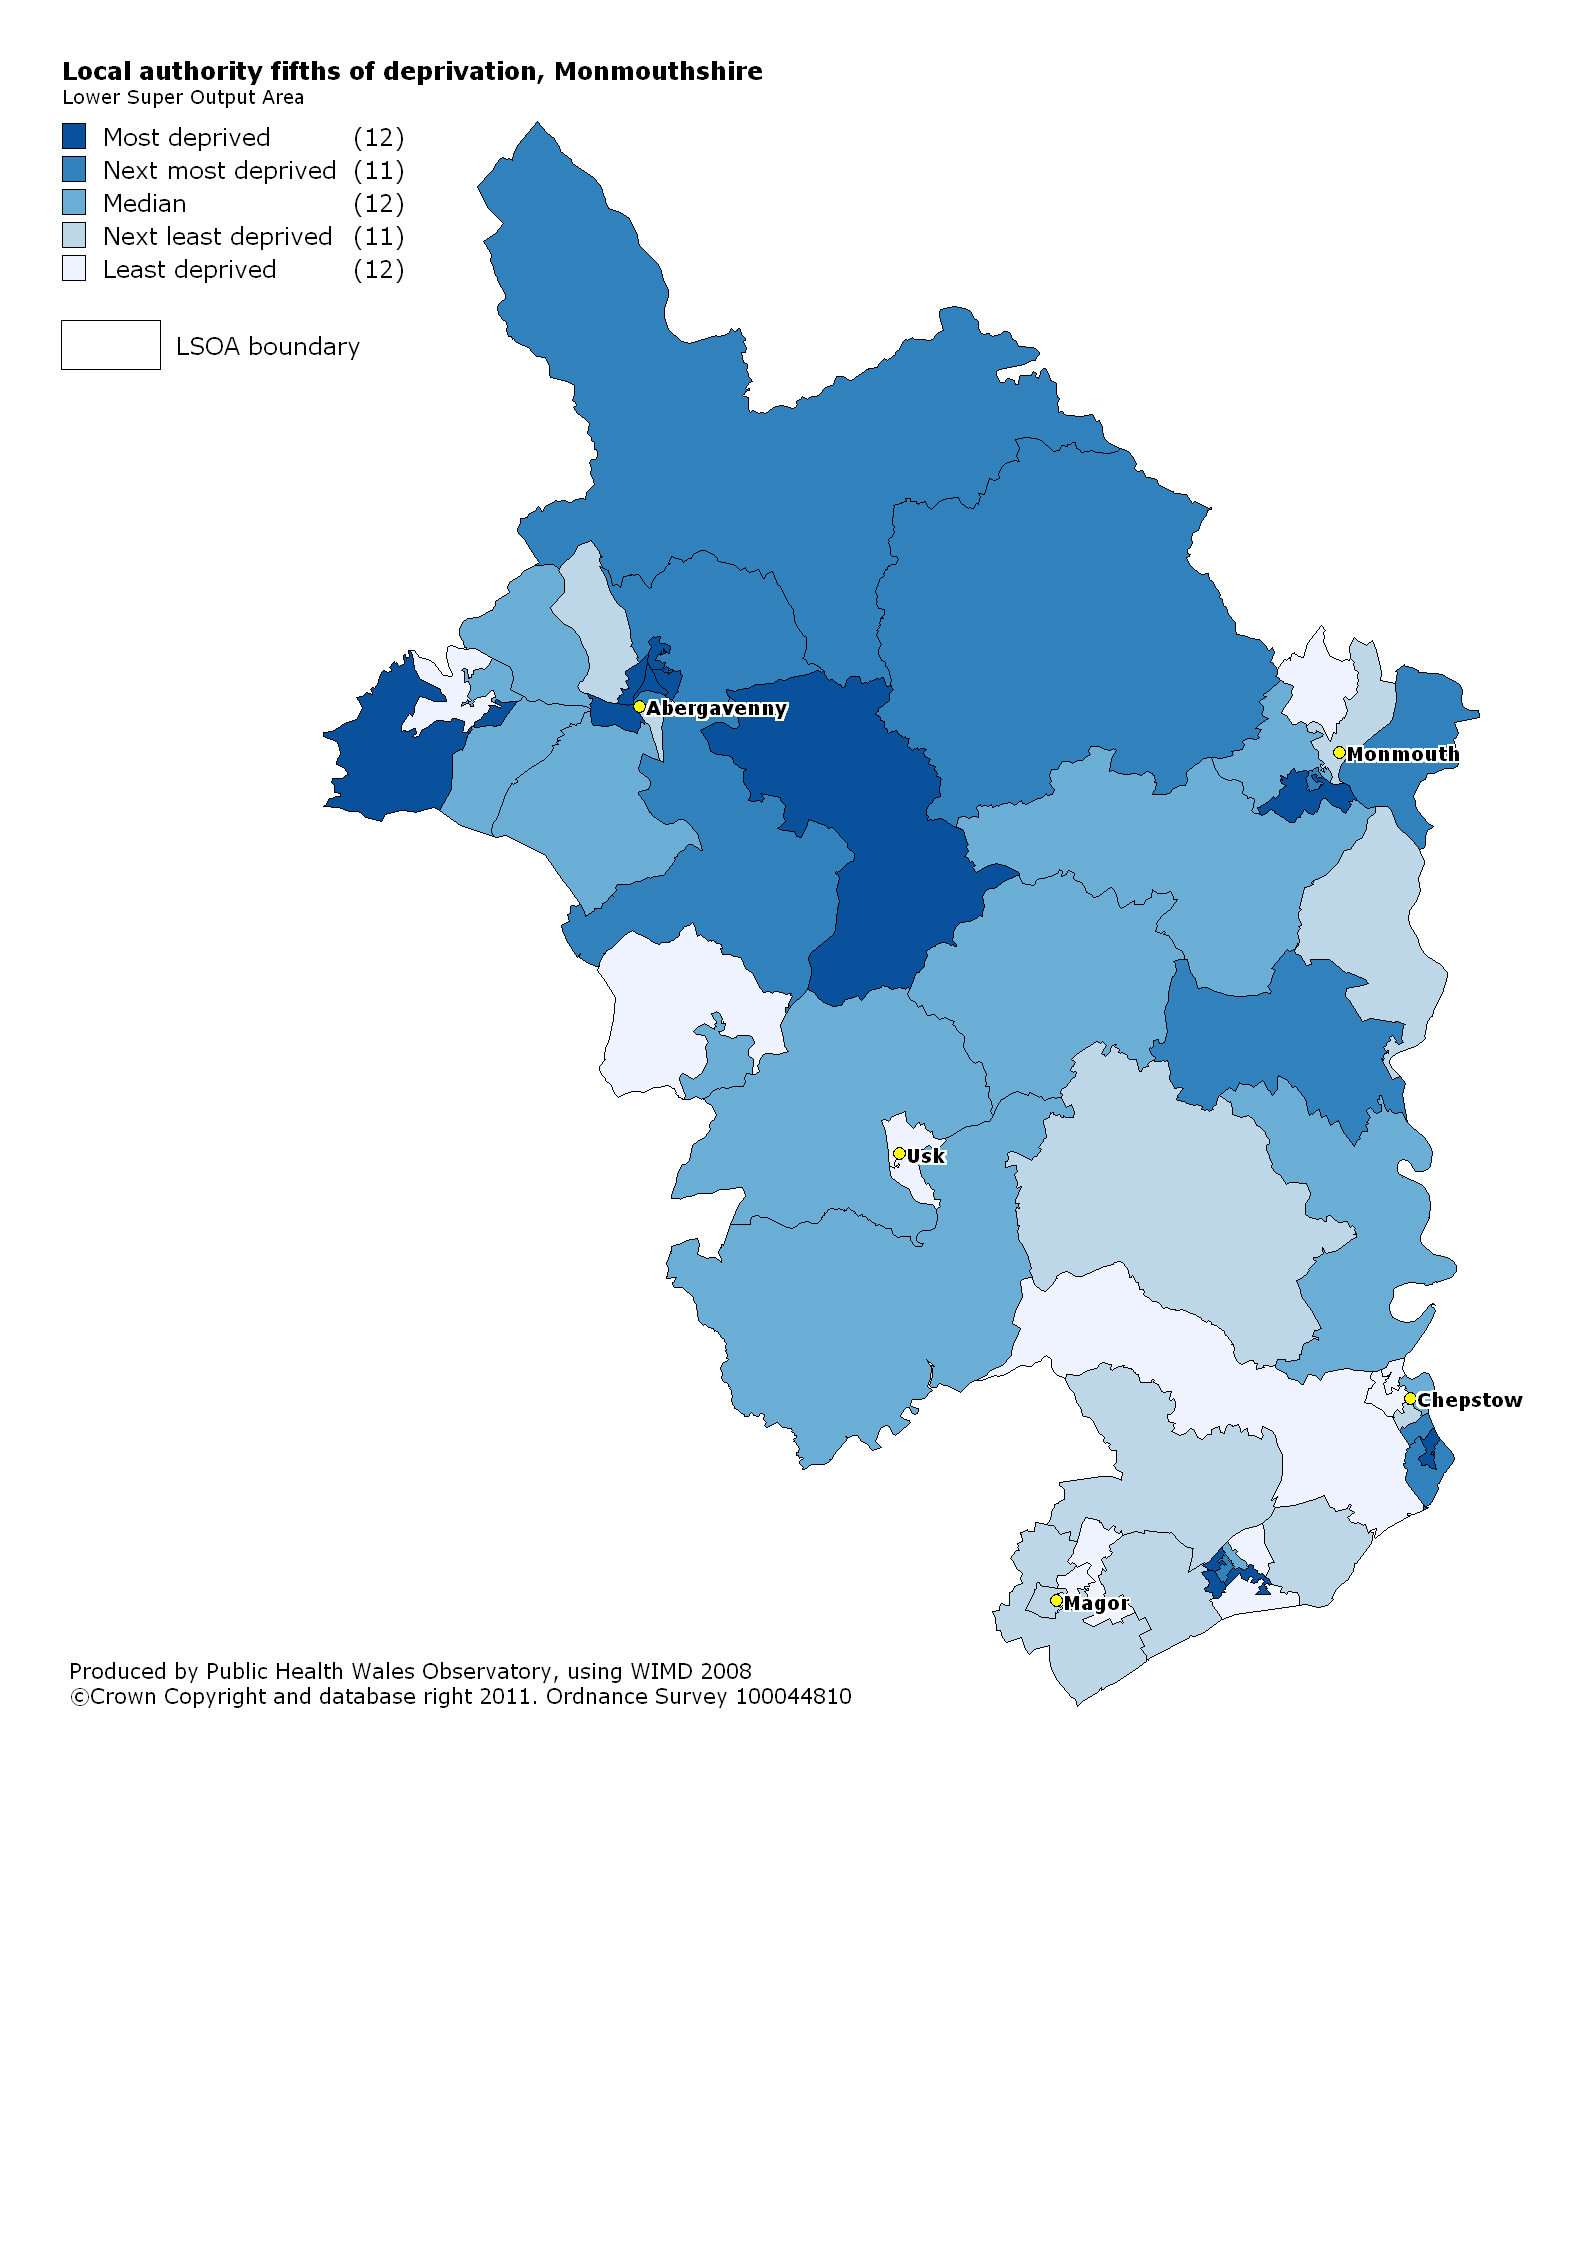 Local authority fifths of deprivation, Monmouthshire
Lower Super Output Area
Most deprived (12)
Next most deprived (11)
Median (12)
Next least deprived (11)
Least deprived (12)
LSOA boundary
Abergavenny
Monmouth
Usk
Chepstow
Magor
Produced by Public Health Wales Observatory, using WIMD 2008
©Crown Copyright and database right 2011. Ordnance Survey 100044810